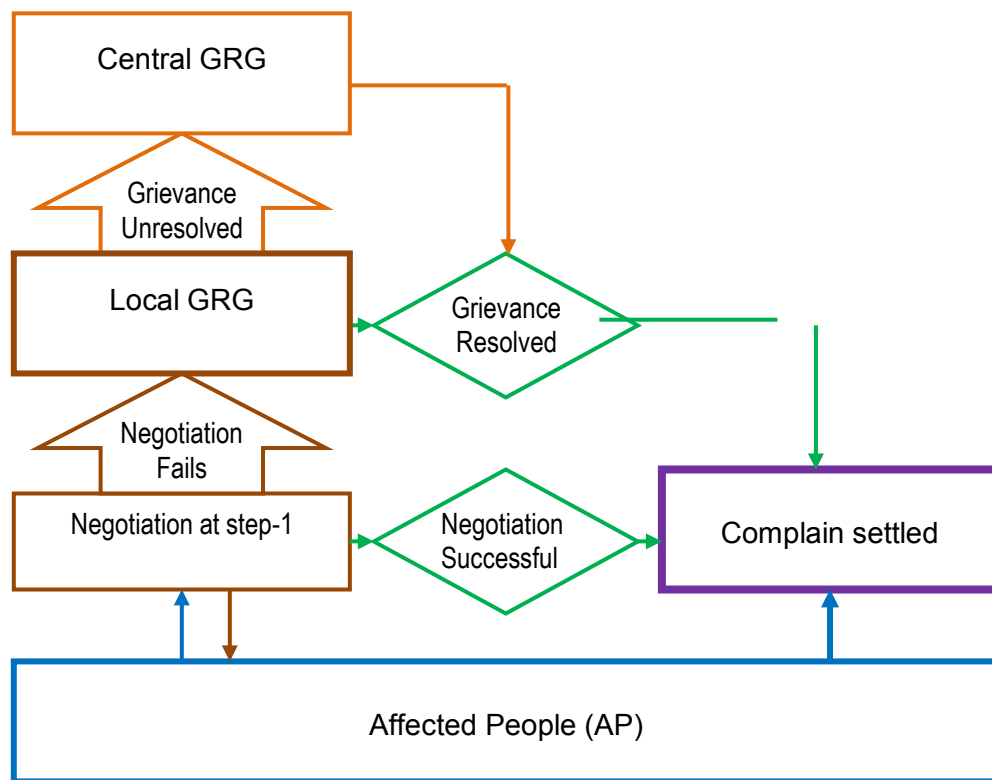 Central GRG
Grievance
Unresolved
Local GRG
Grievance
Resolved
Negotiation
Fails
Negotiation at step-1
Negotiation
Successful
Complain settled
Affected People (AP)